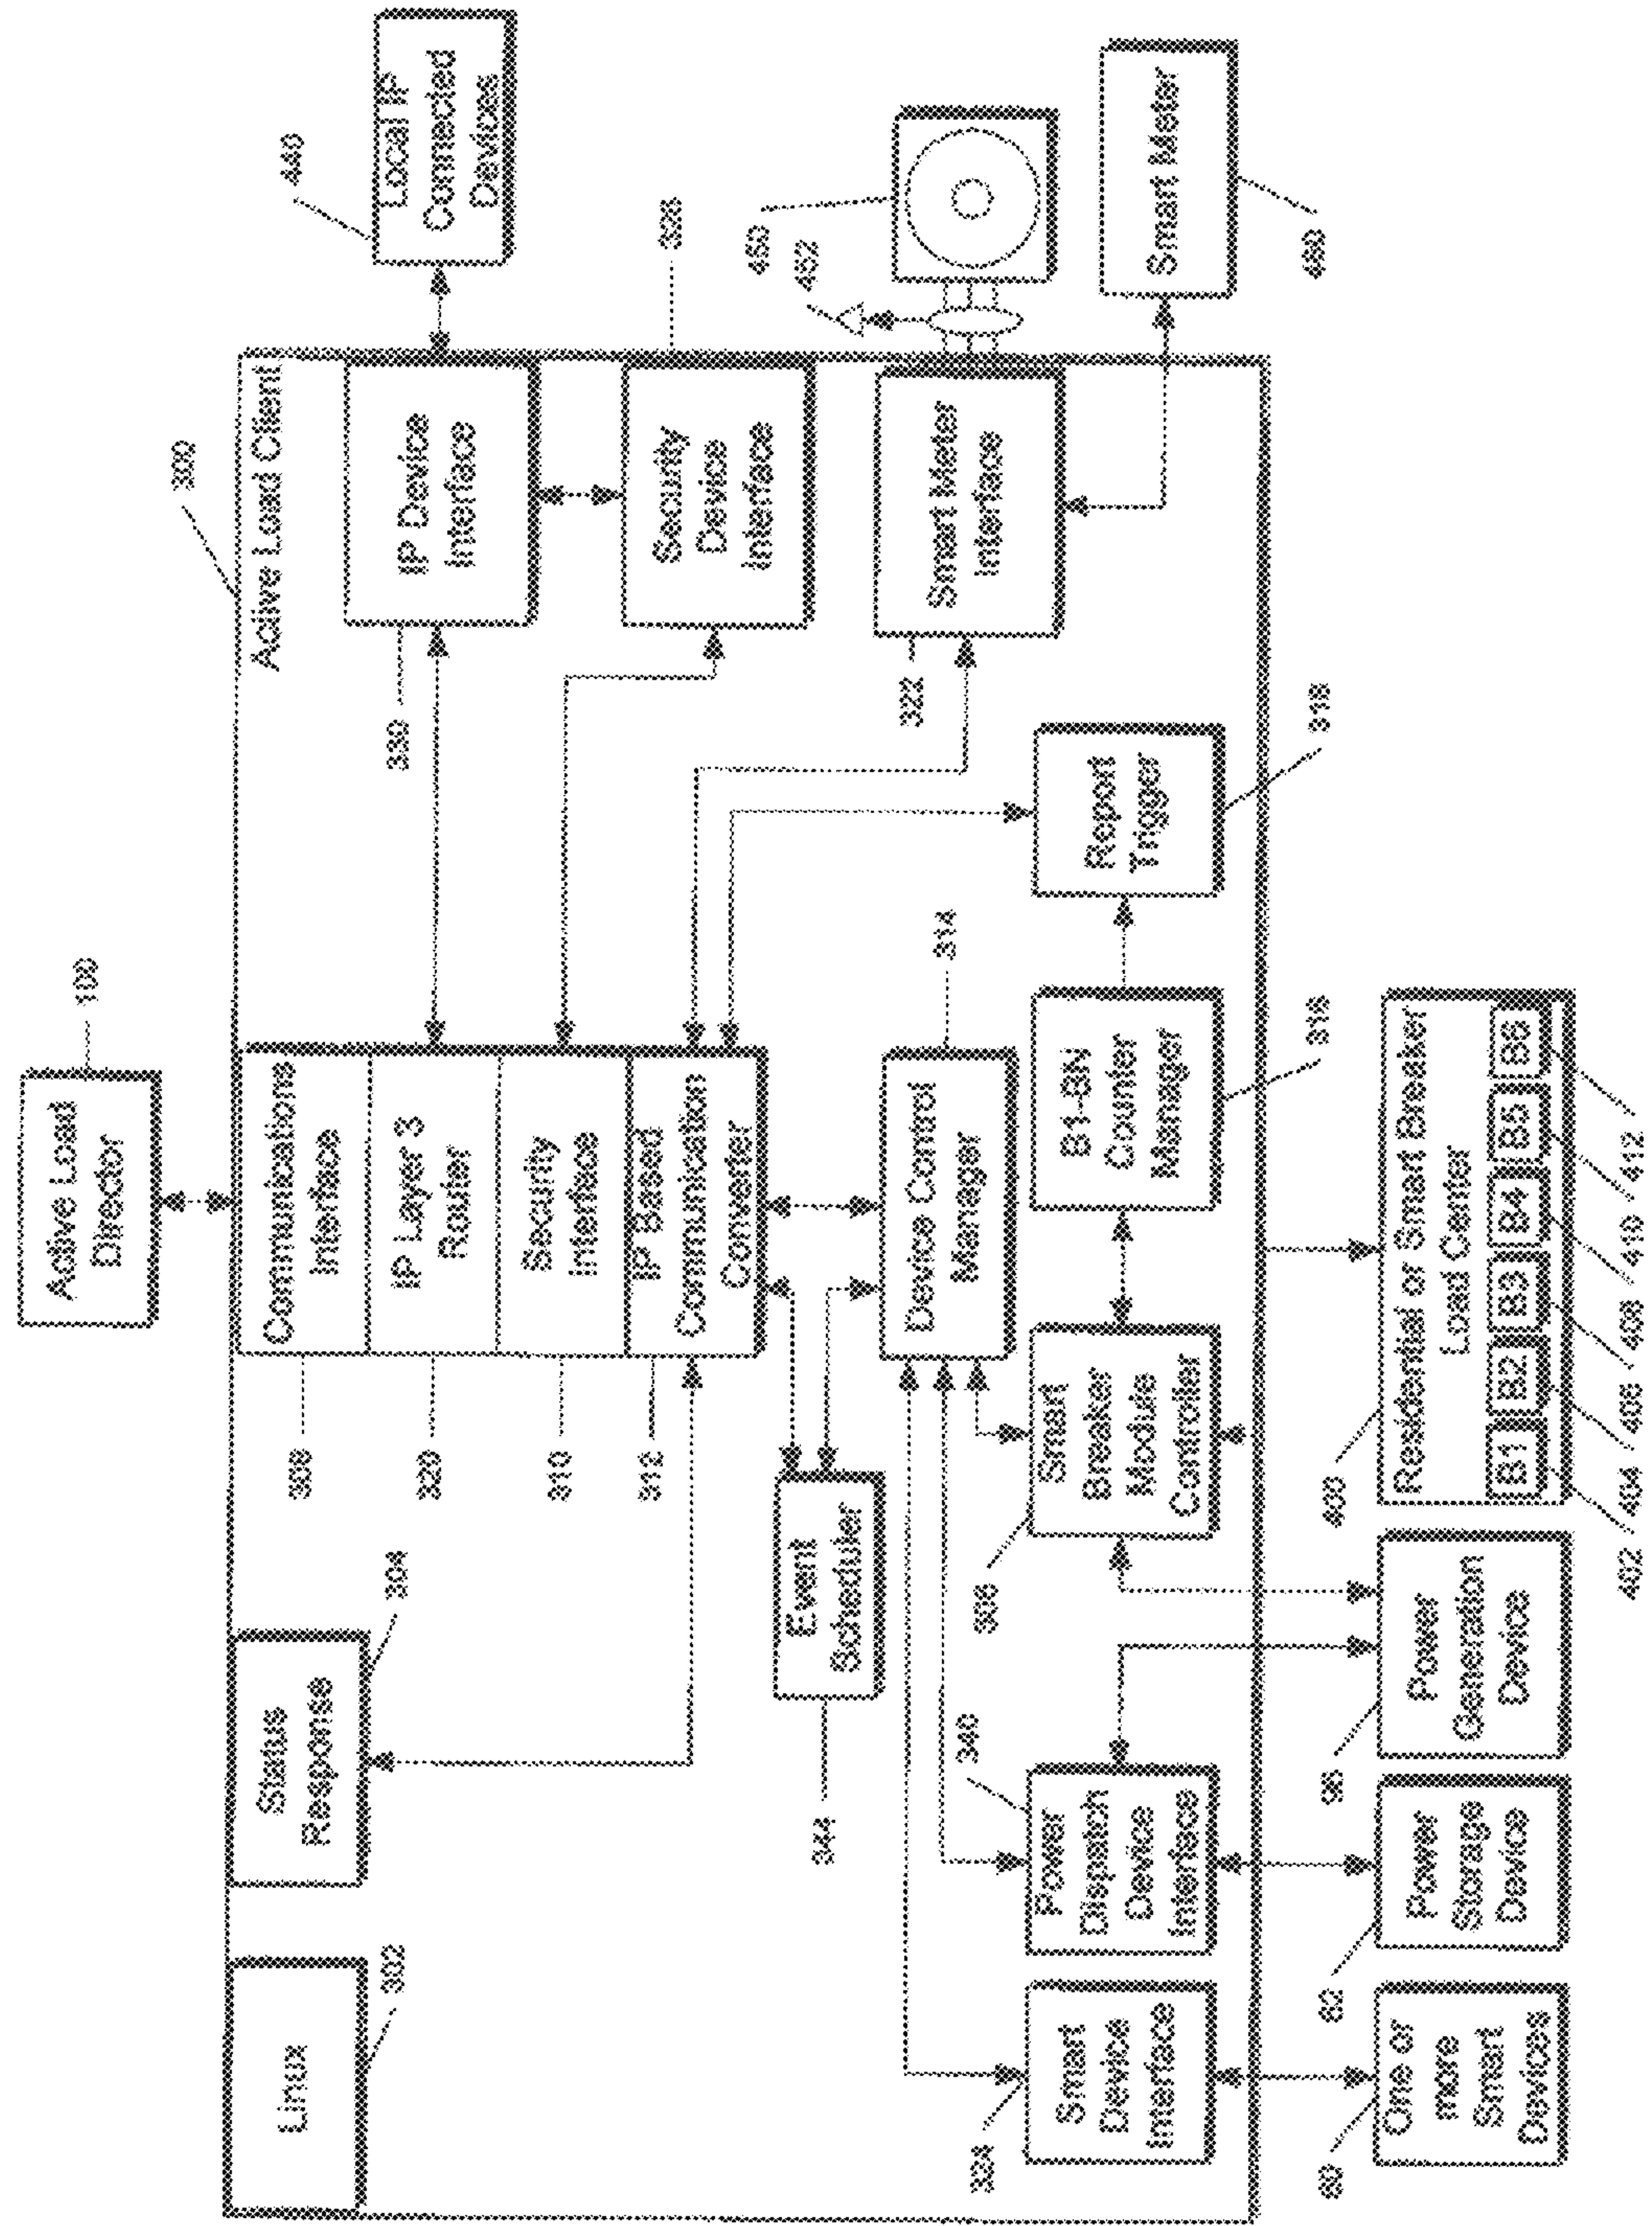 Active Load
Director
100
300
Active Load Client
Linux
302
Status
Response
304
308
Communications
Interface
320
IP Layer 3
Router
310
Security
Interface
312
IP Based
Communication
Converter
330
IP Device
Interface
440
Local IP
Connected
Devices
Security
Device
Interface
328
Event
Scheduler
344
Device Control
Manager
314
322
Smart Meter
Interface
450
452
324
Smart
Device
Interface
340
Power
Dispatch
Device
Interface
306
Smart
Breaker
Module
Controller
B1-BN
Counter
Manager
316
Report
Trigger
318
Smart Meter
460
60
One or
more
Smart
Devices
62
Power
Storage
Device
96
Power
Generation
Device
400
Residential or Smart Breaker
Load Center
B1 B2 B3 B4 B5 B6
402 404 406 408 410 412